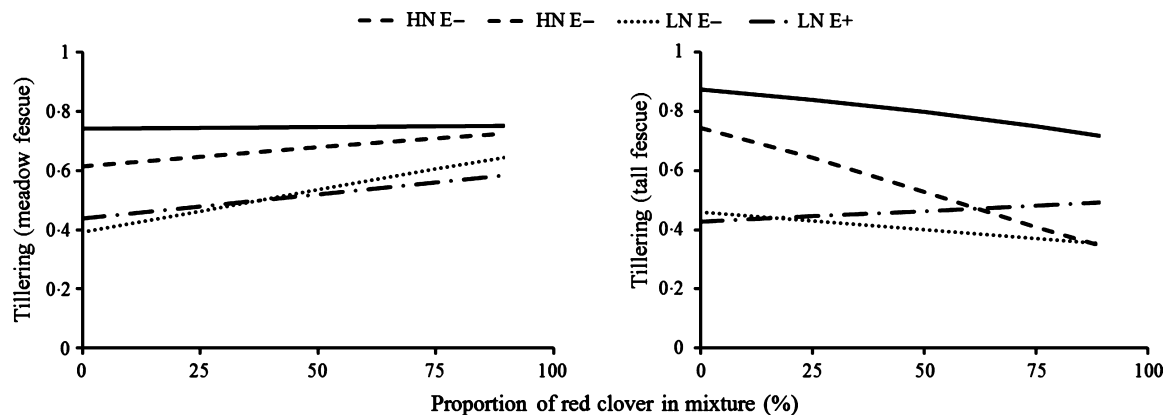 HN E– HN E– LN E– LN E+
Tillering (meadow fescue)
1
0·8
0·6
0·4
0·2
0
0 25 50 75 100
Tillering (tall fescue)
1
0·8
0·6
0·4
0·2
0
0 25 50 75 100
Proportion of red clover in mixture (%)